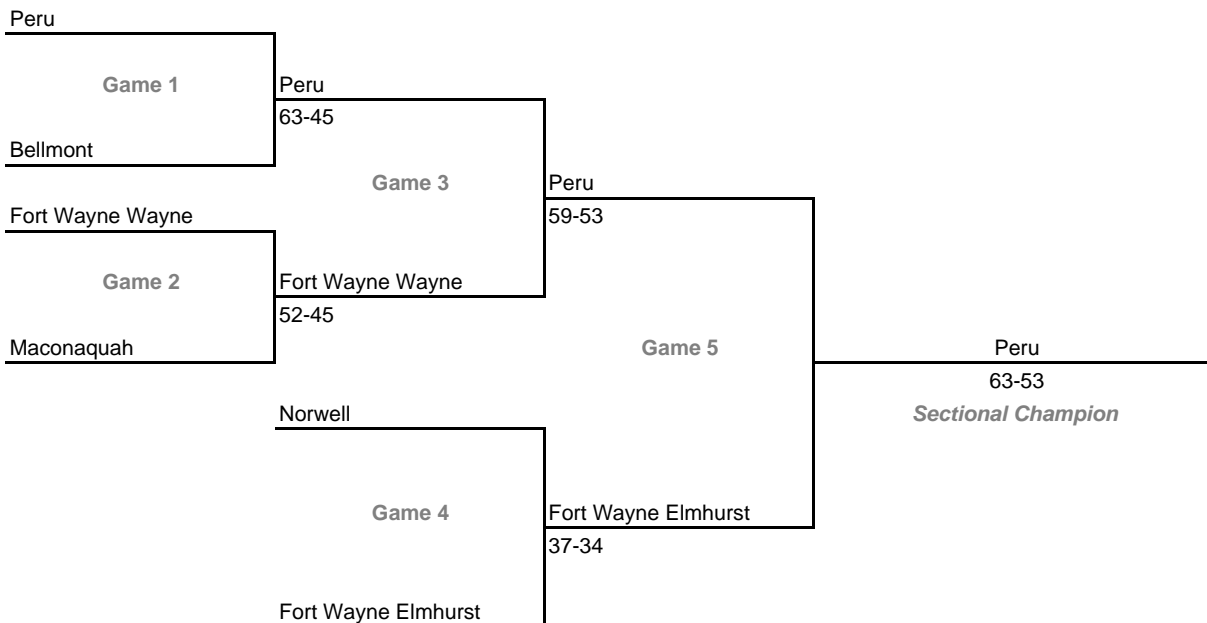 Peru
Game 1
Peru
63-45
Bellmont
Game 3
Peru
Fort Wayne Wayne
59-53
Game 2
Fort Wayne Wayne
52-45
Maconaquah
Game 5
Peru
63-53
Norwell
Sectional Champion
Game 4
Fort Wayne Elmhurst
37-34
Fort Wayne Elmhurst